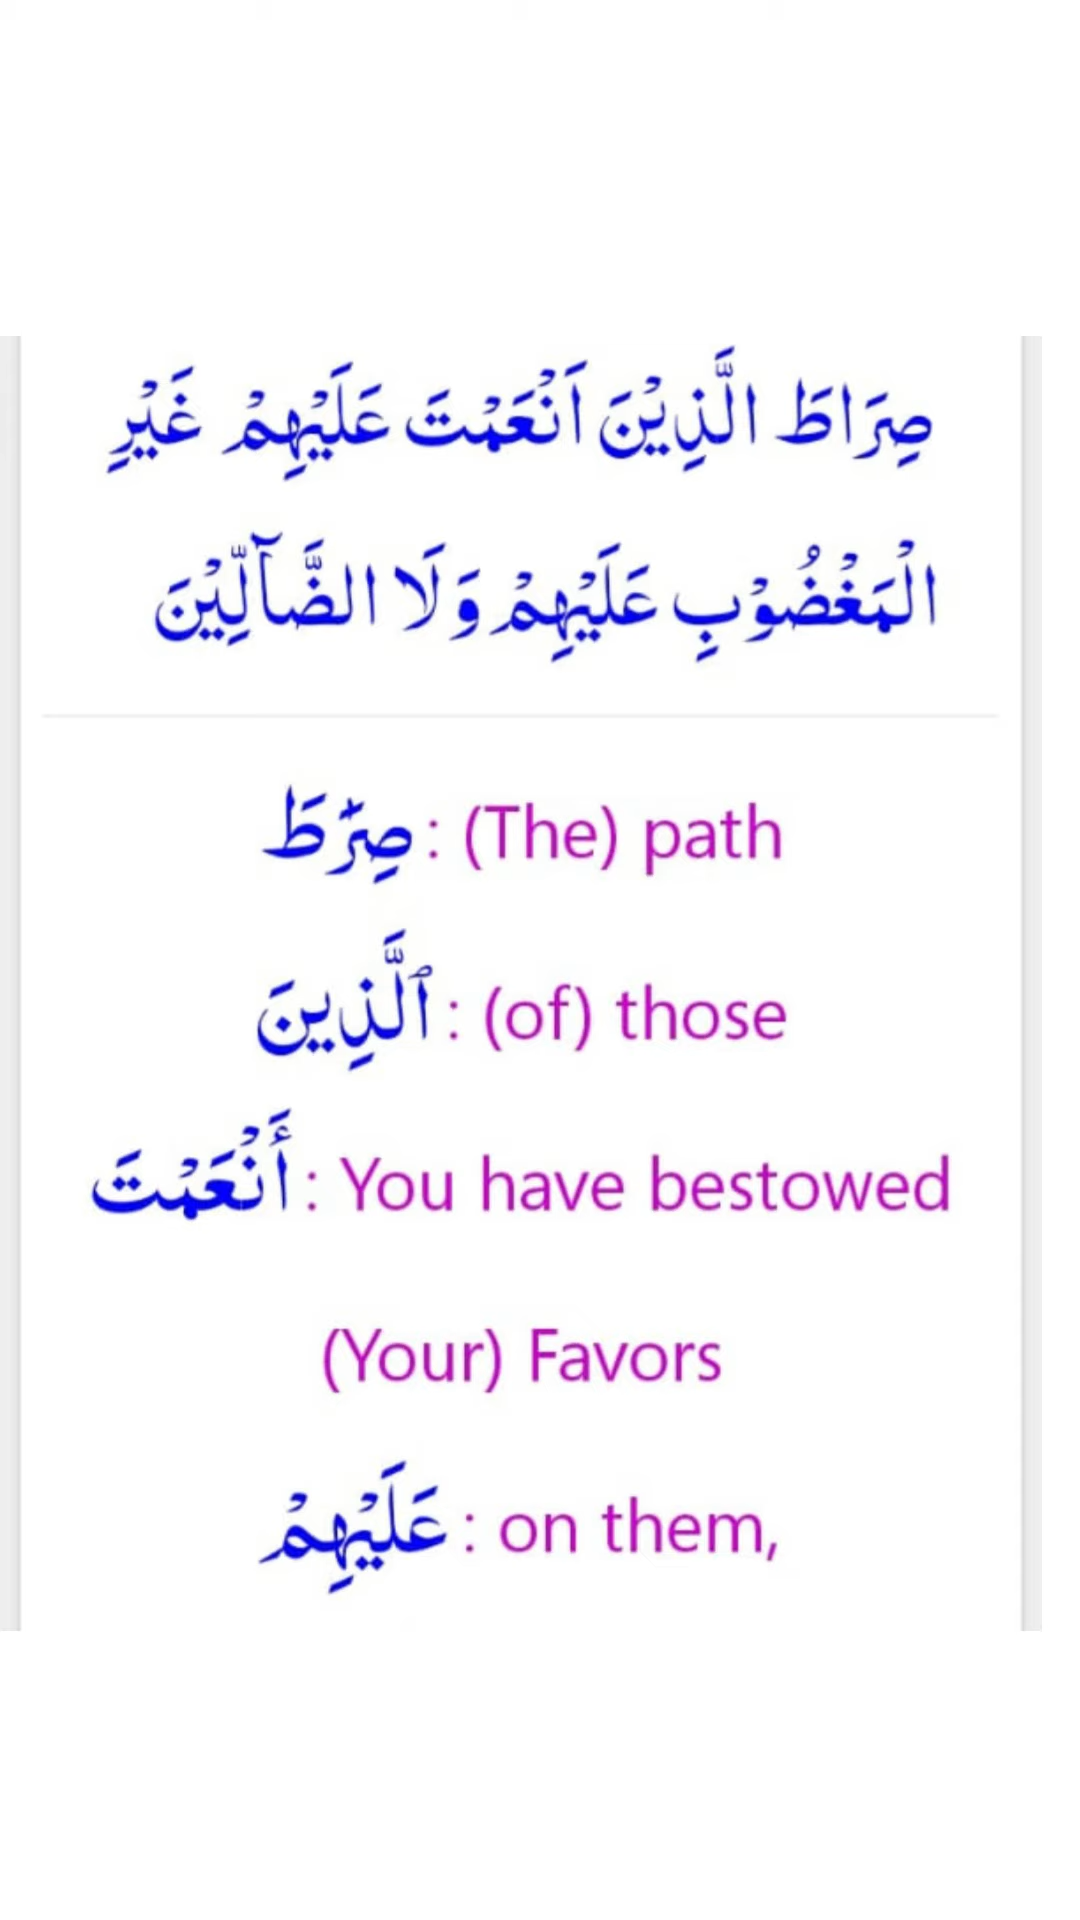 صِرَاطَ الَّذِيْنَ اَنْعَمْتَ عَلَيْهِمْ غَيْرِ
الْمَغْضُوْبِ عَلَيْهِمْ وَلَا الضَّآلِّيْنَ
صِرَٰطَ : (The) path
ٱلَّذِينَ : (of) those
أَنْعَمْتَ : You have bestowed
(Your) Favors
عَلَيْهِمْ : on them,